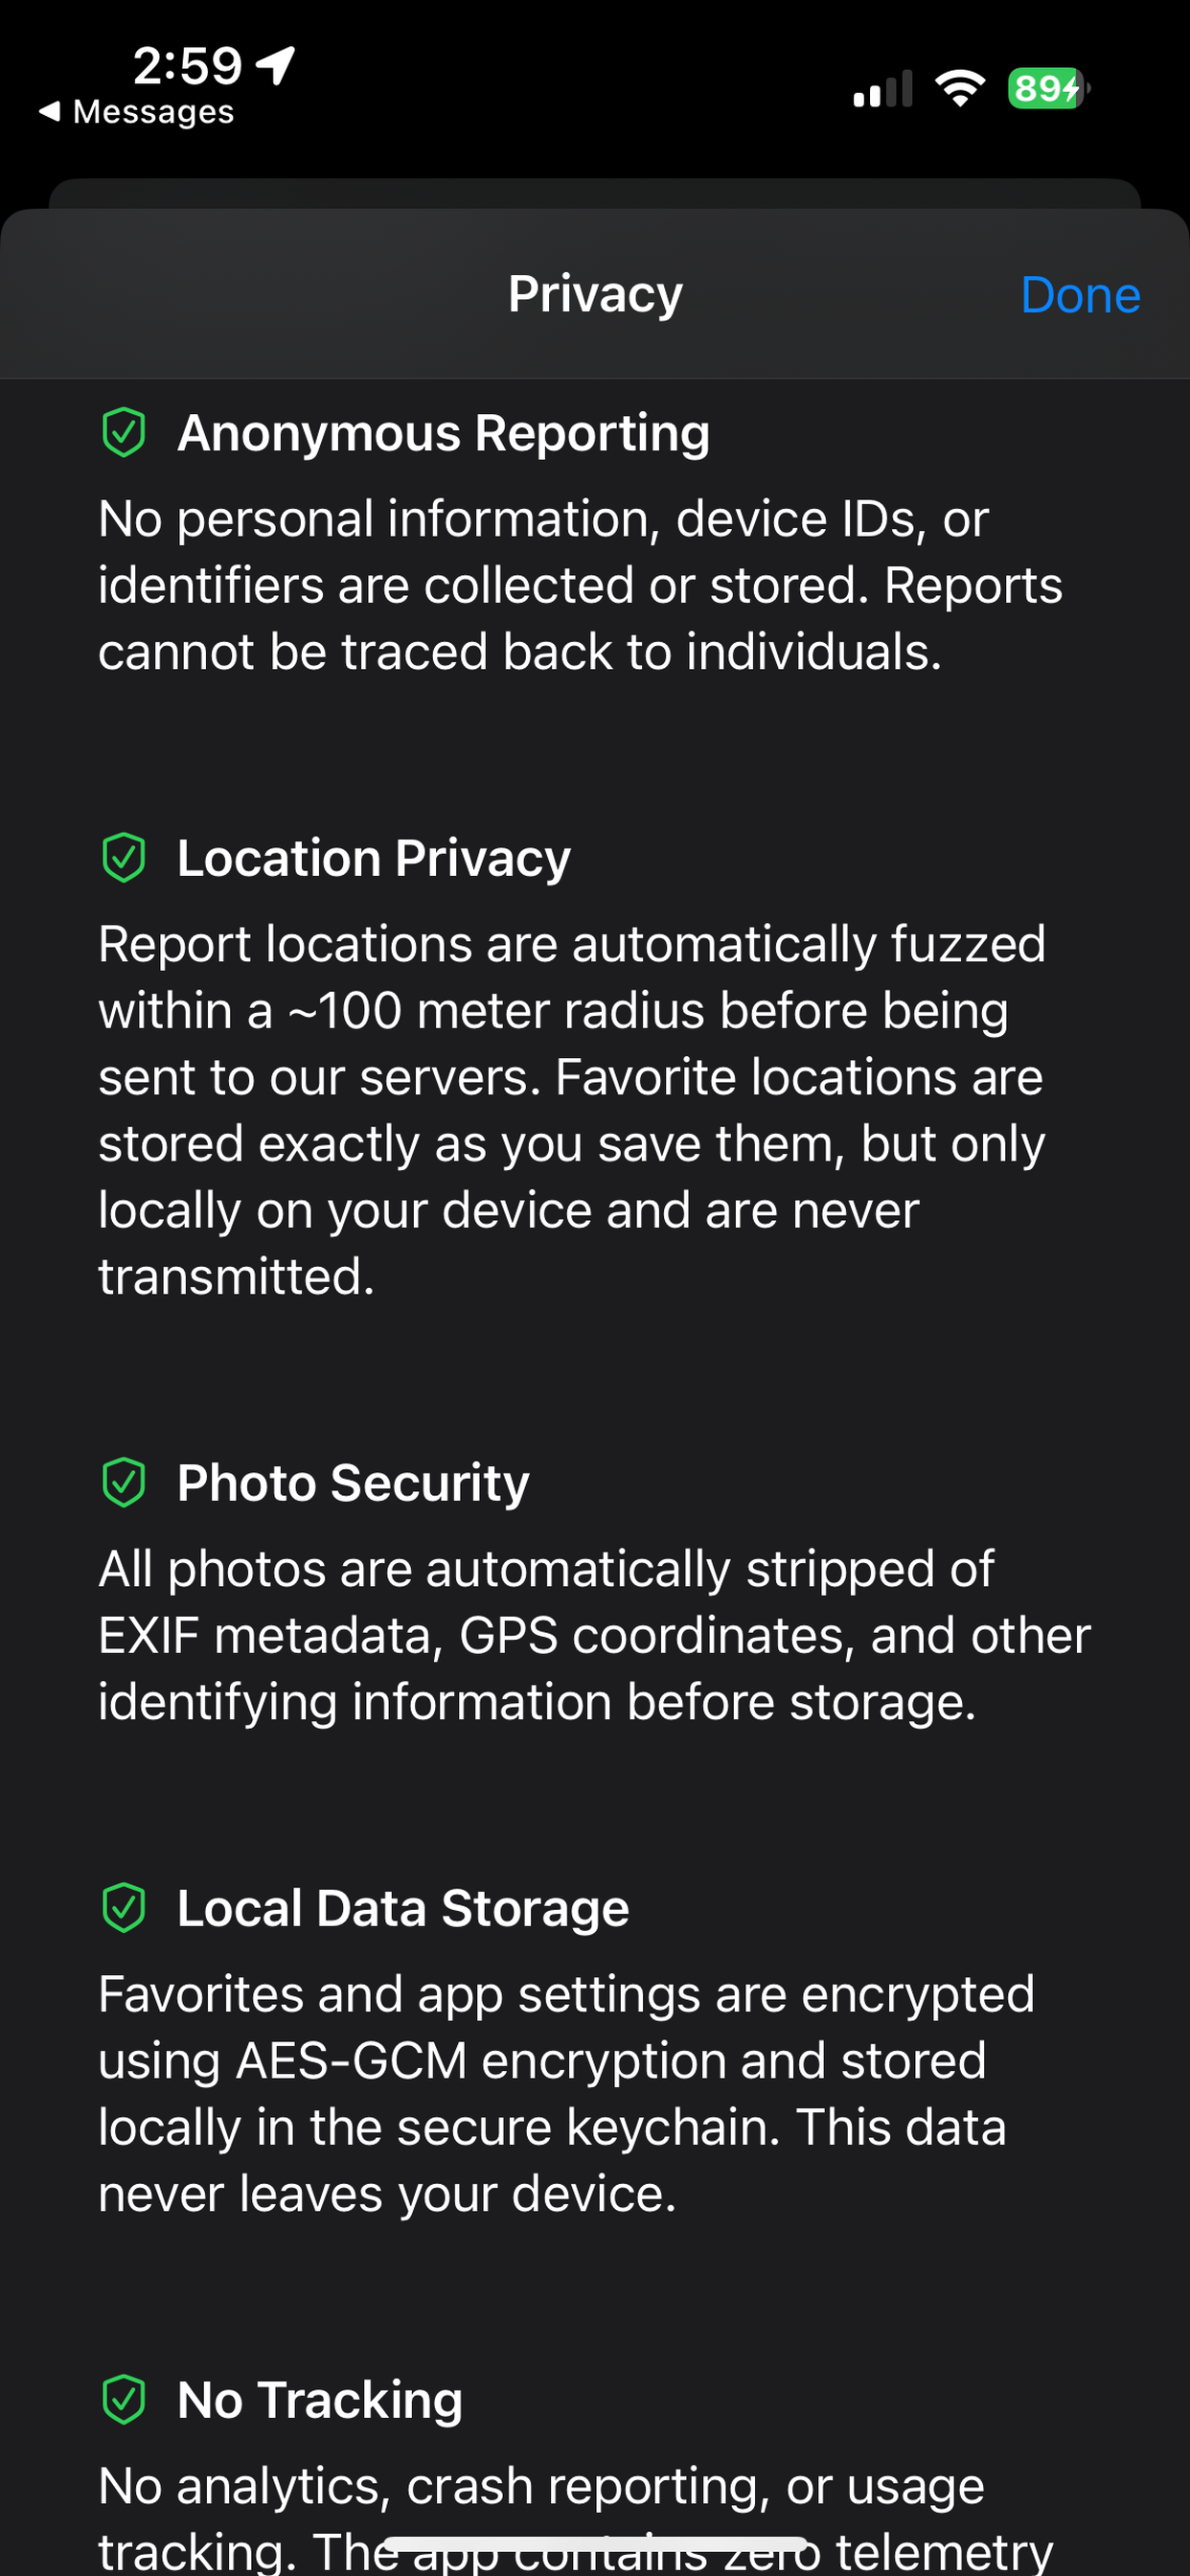 2:59
Messages
89
Privacy
Done
Anonymous Reporting
No personal information, device IDs, or
identifiers are collected or stored. Reports
cannot be traced back to individuals.
Location Privacy
Report locations are automatically fuzzed
within a ~100 meter radius before being
sent to our servers. Favorite locations are
stored exactly as you save them, but only
locally on your device and are never
transmitted.
Photo Security
All photos are automatically stripped of
EXIF metadata, GPS coordinates, and other
identifying information before storage.
Local Data Storage
Favorites and app settings are encrypted
using AES-GCM encryption and stored
locally in the secure keychain. This data
never leaves your device.
No Tracking
No analytics, crash reporting, or usage
tracking. The app contains zero telemetry